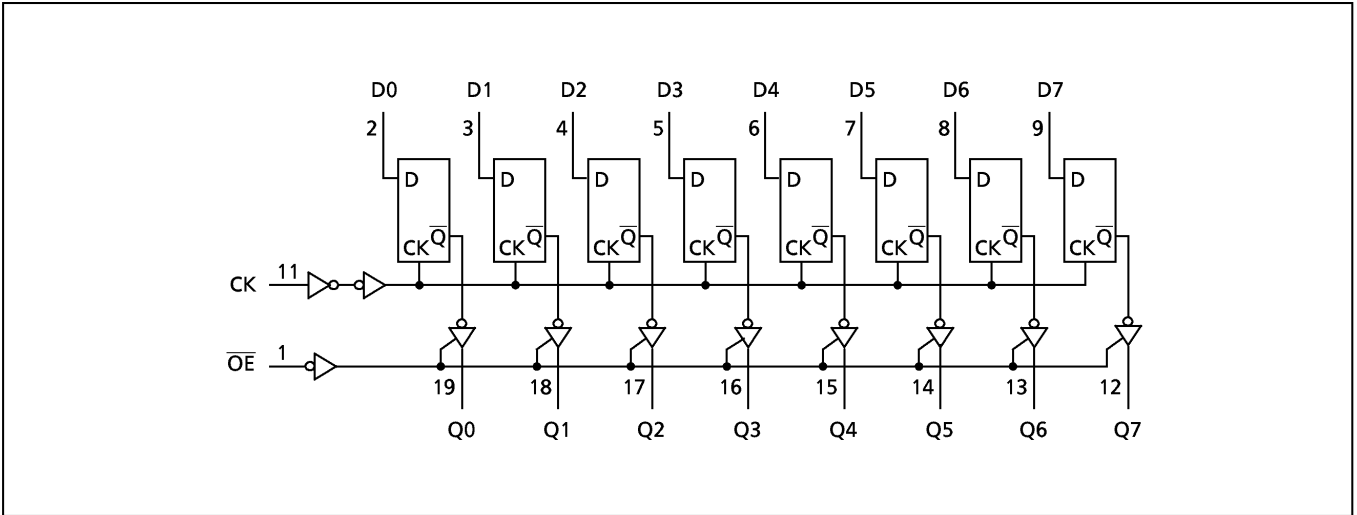 D0 D1 D2 D3 D4 D5 D6 D7
2 3 4 5 6 7 8 9
D D D D D D D D
Q̅ Q̅ Q̅ Q̅ Q̅ Q̅ Q̅ Q̅
CK CK CK CK CK CK CK CK
CK 11
O̅E̅ 1
19 18 17 16 15 14 13 12
Q0 Q1 Q2 Q3 Q4 Q5 Q6 Q7